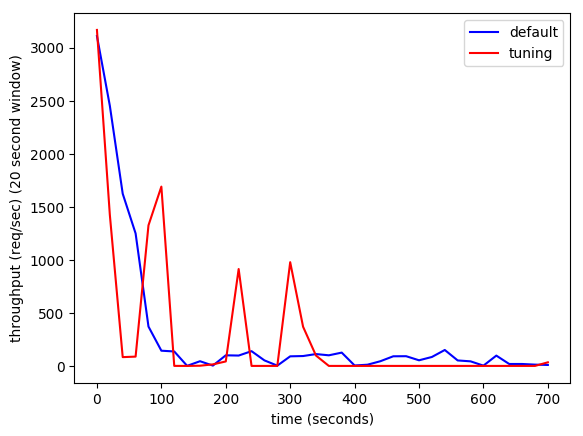 throughput (req/sec) (20 second window)
3000
2500
2000
1500
1000
500
0
default
tuning
0 100 200 300 400 500 600 700
time (seconds)